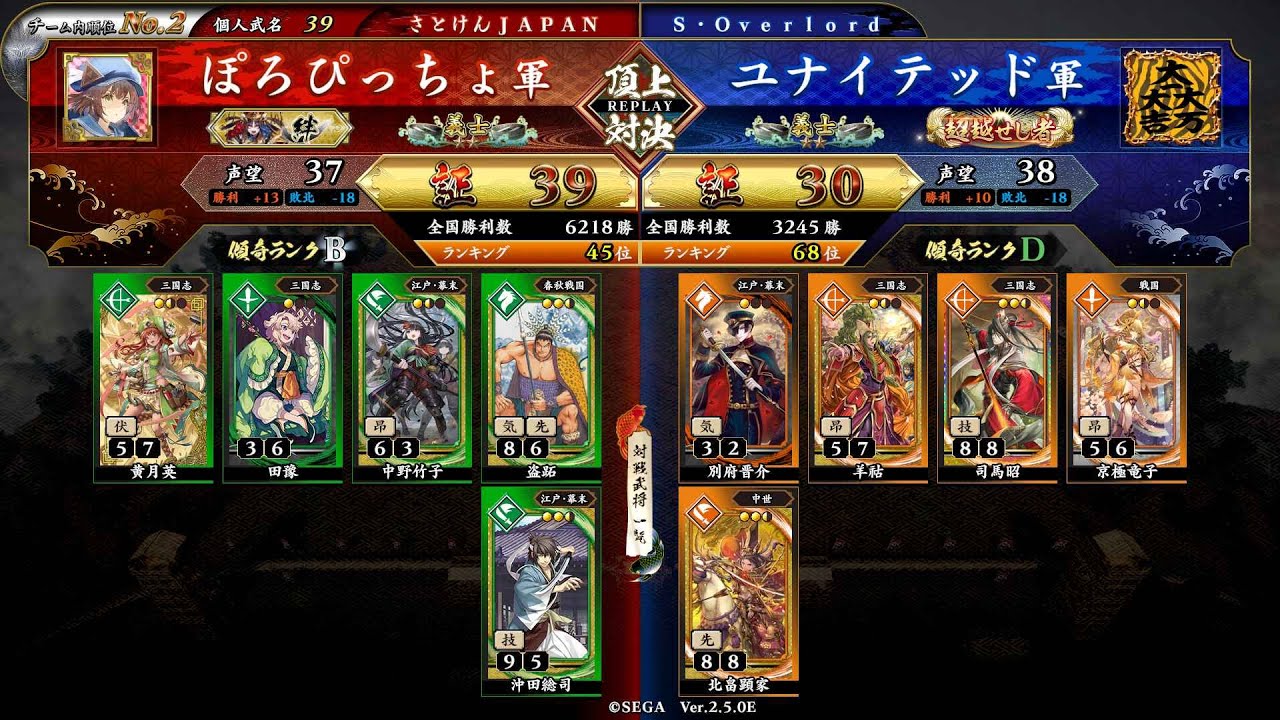 チーム内順位 No.2 個人武名 39 さとけんJAPAN S・Overlord
ぽろぴっちょ軍 頂上 REPLAY 対決 ユナイテッド軍
大一大万大吉
絆 義士 義士 超越せし者
声望 37 証 39 証 30 声望 38
勝利 +13 敗北 -18 勝利 +10 敗北 -18
全国勝利数 6218勝 全国勝利数 3245勝
傾奇ランクB ランキング 45位 ランキング 68位 傾奇ランクD
三国志 三国志 江戸・幕末 春秋戦国 江戸・幕末 三国志 三国志 戦国
伏 昂 気 先 気 昂 技 昂
5 7 3 6 6 3 8 6 3 2 5 7 8 8 5 6
黄月英 田豫 中野竹子 盗跖 別府晋介 羊祜 司馬昭 京極竜子
対戦武将一覧
江戸・幕末 中世
技 先
9 5 8 8
沖田総司 北畠顕家
©SEGA Ver.2.5.0E